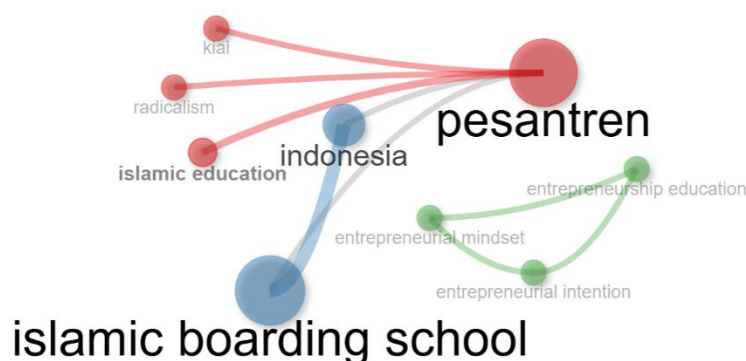 kiai
radicalism
pesantren
indonesia
islamic education
entrepreneurship education
entrepreneurial mindset
entrepreneurial intention
islamic boarding school